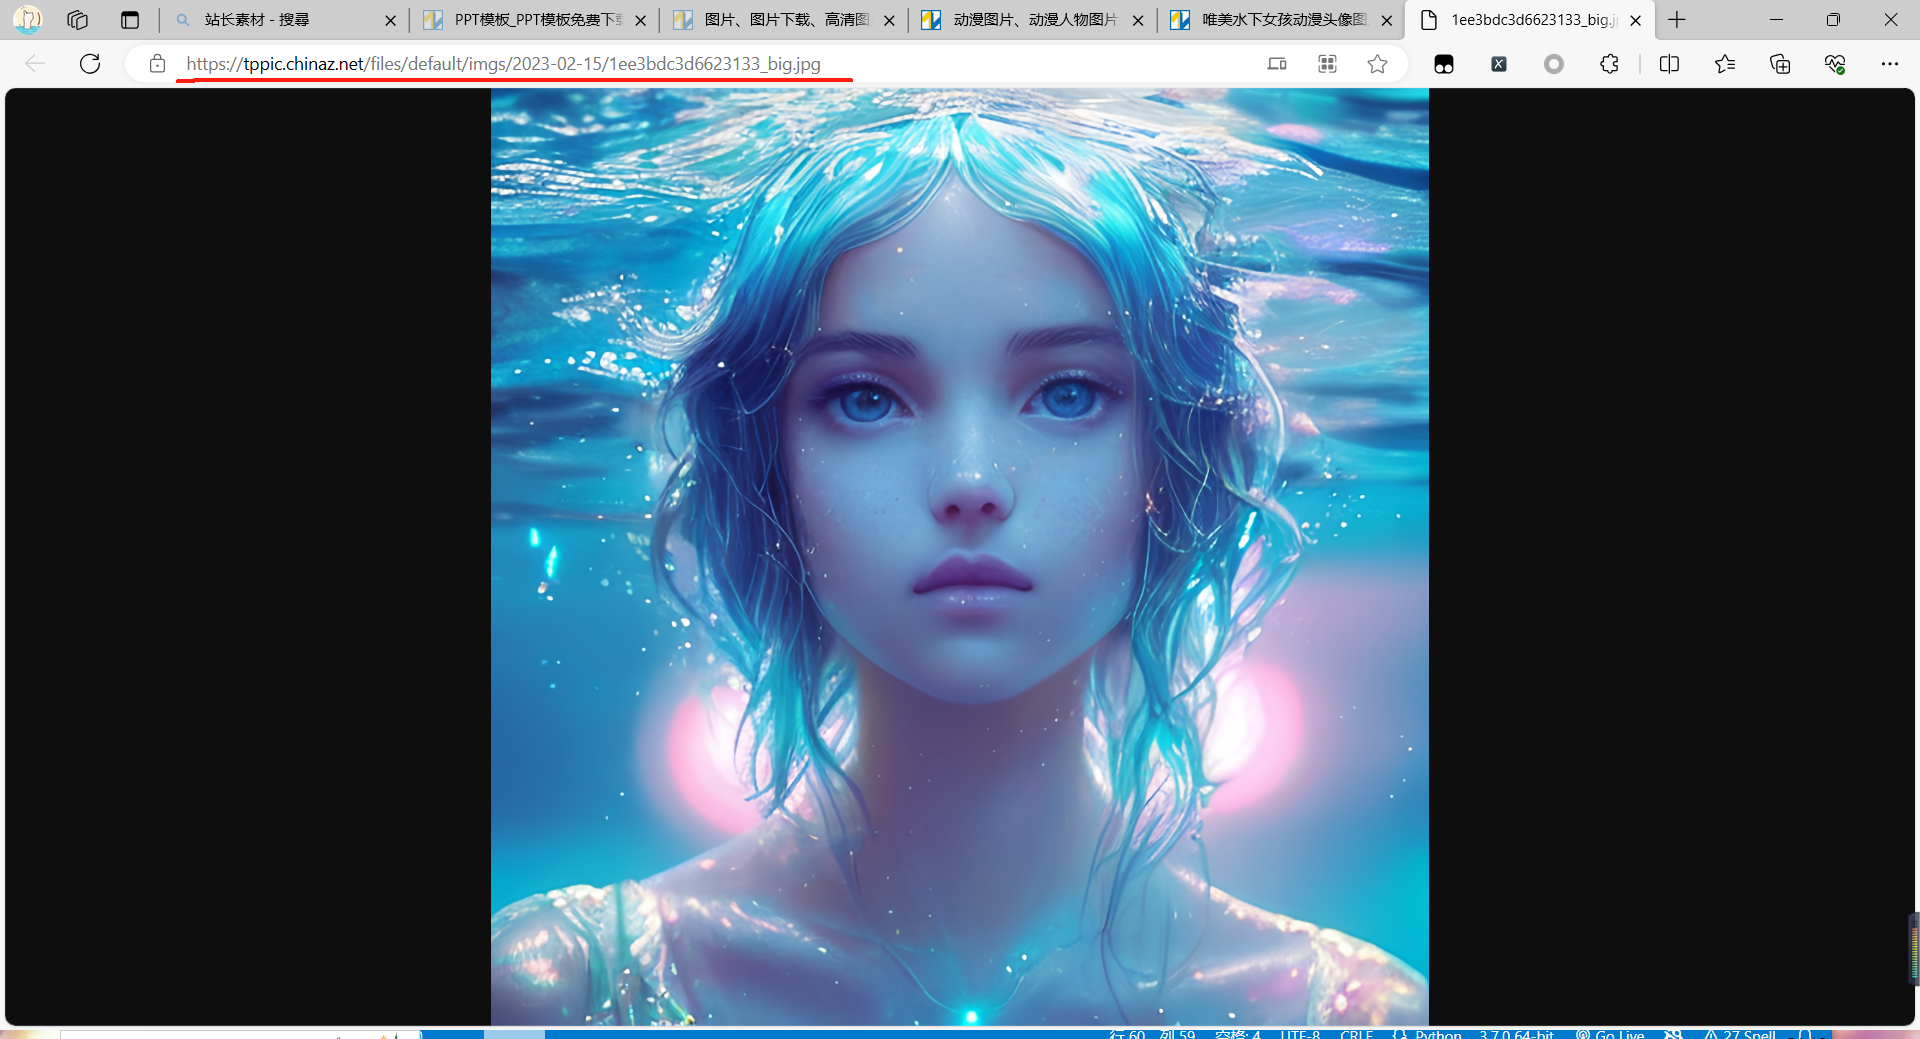 站长素材 - 搜尋
PPT模板_PPT模板免费下
图片、图片下载、高清图
动漫图片、动漫人物图片
唯美水下女孩动漫头像图
1ee3bdc3d6623133_big.j
https://tppic.chinaz.net/files/default/imgs/2023-02-15/1ee3bdc3d6623133_big.jpg
行 60, 列 59 空格: 4 UTF-8 CRLF Python 3.7.0 64-bit Go Live 27 Spell